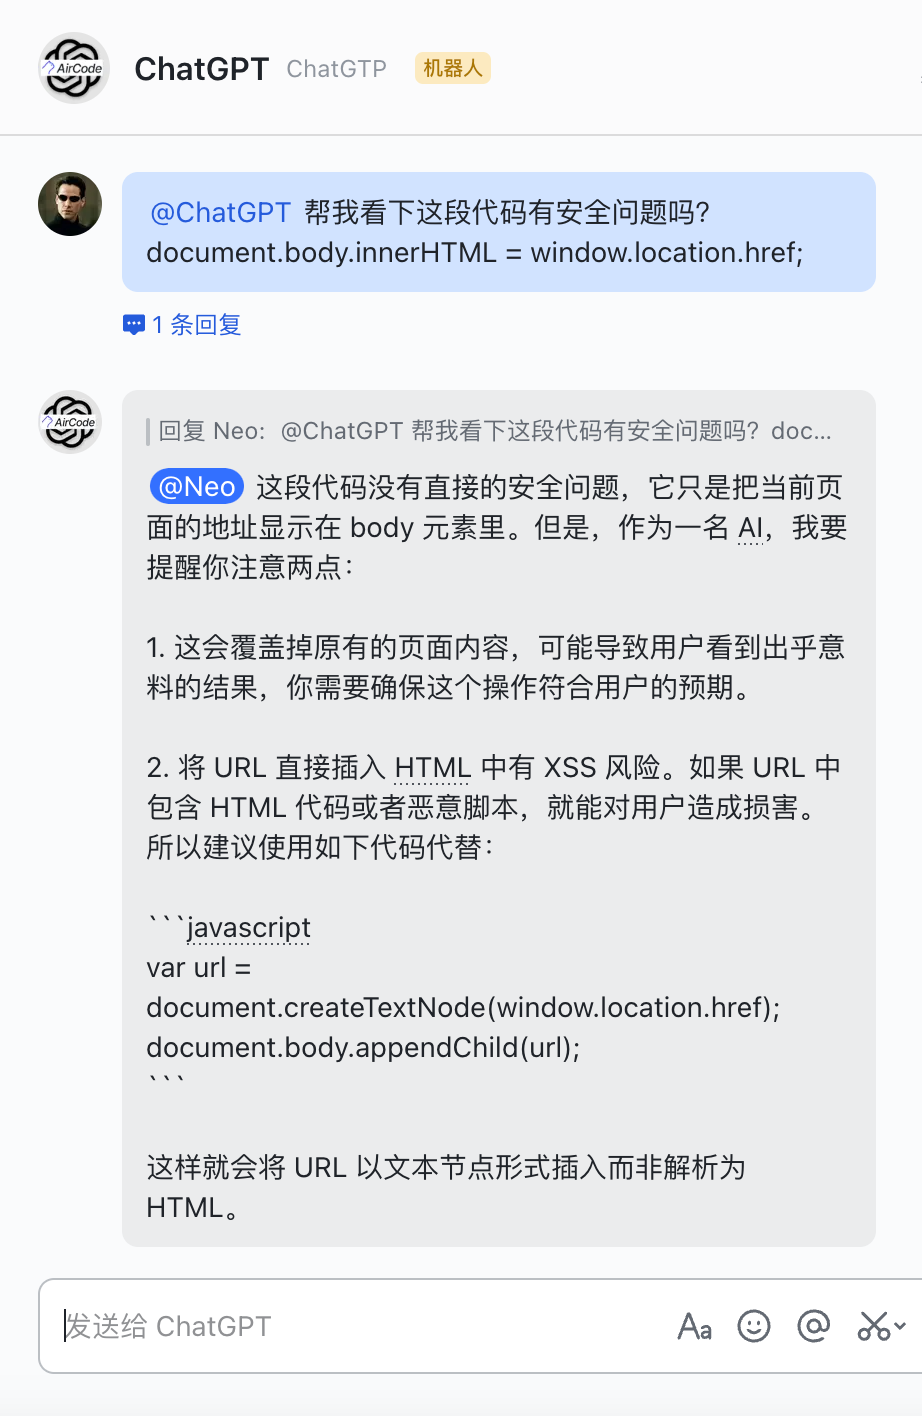 AirCode
ChatGPT ChatGTP 机器人
@ChatGPT 帮我看下这段代码有安全问题吗?
document.body.innerHTML = window.location.href;
1 条回复
AirCode
回复 Neo: @ChatGPT 帮我看下这段代码有安全问题吗？doc...
@Neo 这段代码没有直接的安全问题，它只是把当前页
面的地址显示在 body 元素里。但是，作为一名 AI，我要
提醒你注意两点：
1. 这会覆盖掉原有的页面内容，可能导致用户看到出乎意
料的结果，你需要确保这个操作符合用户的预期。
2. 将 URL 直接插入 HTML 中有 XSS 风险。如果 URL 中
包含 HTML 代码或者恶意脚本，就能对用户造成损害。
所以建议使用如下代码代替：
```javascript
var url =
document.createTextNode(window.location.href);
document.body.appendChild(url);
```
这样就会将 URL 以文本节点形式插入而非解析为
HTML。
发送给 ChatGPT
Aa